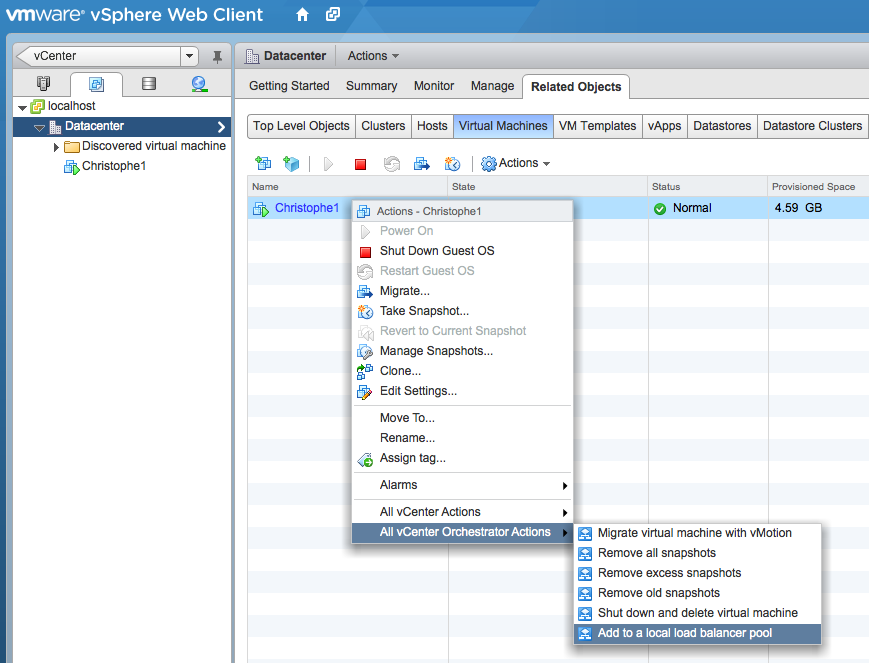 vmware® vSphere Web Client
vCenter
Datacenter Actions
Getting Started Summary Monitor Manage Related Objects
localhost
Datacenter
Discovered virtual machine
Christophe1
Top Level Objects Clusters Hosts Virtual Machines VM Templates vApps Datastores Datastore Clusters
Actions
Name State Status Provisioned Space
Christophe1 Normal 4.59 GB
Actions - Christophe1
Power On
Shut Down Guest OS
Restart Guest OS
Migrate...
Take Snapshot...
Revert to Current Snapshot
Manage Snapshots...
Clone...
Edit Settings...
Move To...
Rename...
Assign tag...
Alarms
All vCenter Actions
All vCenter Orchestrator Actions
Migrate virtual machine with vMotion
Remove all snapshots
Remove excess snapshots
Remove old snapshots
Shut down and delete virtual machine
Add to a local load balancer pool